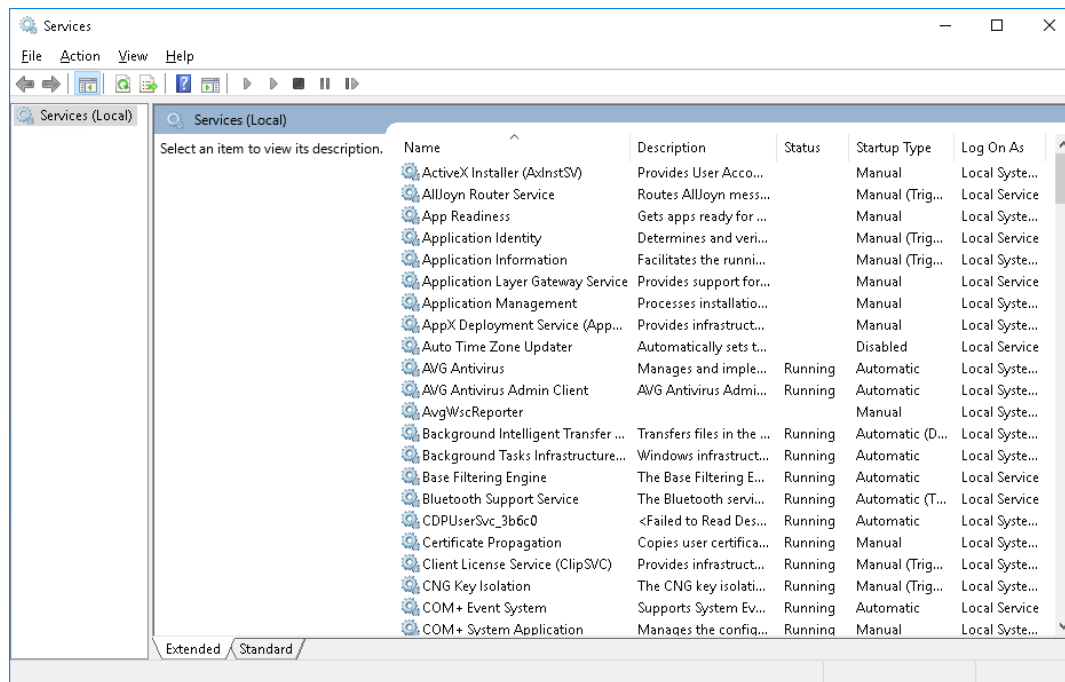 Services
File Action View Help
Services (Local)
Services (Local)
Select an item to view its description.
Name Description Status Startup Type Log On As
ActiveX Installer (AxInstSV) Provides User Acco... Manual Local Syste...
AllJoyn Router Service Routes AllJoyn mess... Manual (Trig... Local Service
App Readiness Gets apps ready for ... Manual Local Syste...
Application Identity Determines and veri... Manual (Trig... Local Service
Application Information Facilitates the runni... Manual (Trig... Local Syste...
Application Layer Gateway Service Provides support for... Manual Local Service
Application Management Processes installatio... Manual Local Syste...
AppX Deployment Service (App... Provides infrastruct... Manual Local Syste...
Auto Time Zone Updater Automatically sets t... Disabled Local Service
AVG Antivirus Manages and imple... Running Automatic Local Syste...
AVG Antivirus Admin Client AVG Antivirus Admi... Running Automatic Local Syste...
AvgWscReporter Manual Local Syste...
Background Intelligent Transfer ... Transfers files in the ... Running Automatic (D... Local Syste...
Background Tasks Infrastructure... Windows infrastruct... Running Automatic Local Syste...
Base Filtering Engine The Base Filtering E... Running Automatic Local Service
Bluetooth Support Service The Bluetooth servi... Running Automatic (T... Local Service
CDPUserSvc_3b6c0 <Failed to Read Des... Running Automatic Local Syste...
Certificate Propagation Copies user certifica... Running Manual Local Syste...
Client License Service (ClipSVC) Provides infrastruct... Running Manual (Trig... Local Syste...
CNG Key Isolation The CNG key isolati... Running Manual (Trig... Local Syste...
COM+ Event System Supports System Ev... Running Automatic Local Service
COM+ System Application Manages the config... Running Manual Local Syste...
Extended Standard